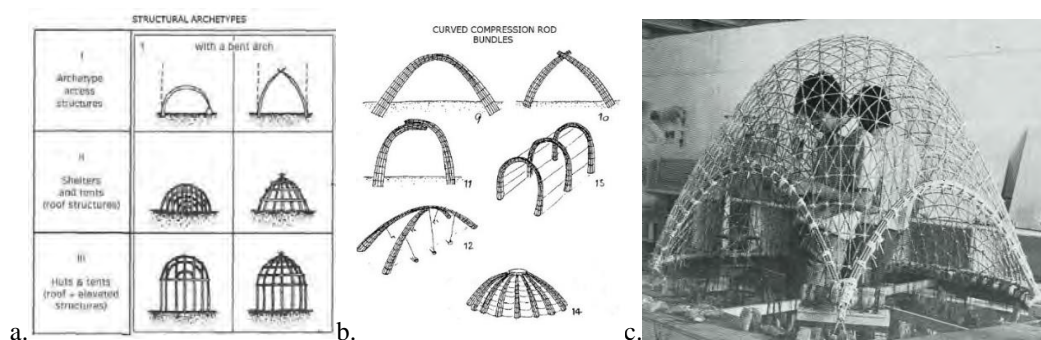 STRUCTURAL ARCHETYPES
I
Archetype
access
structures
1
with a bent arch
II
Shelters
and tents
(roof structures)
III
Huts & tents
(roof + elevated
structures)
a.
CURVED COMPRESSION ROD
BUNDLES
9
10
11
15
12
14
b.
c.